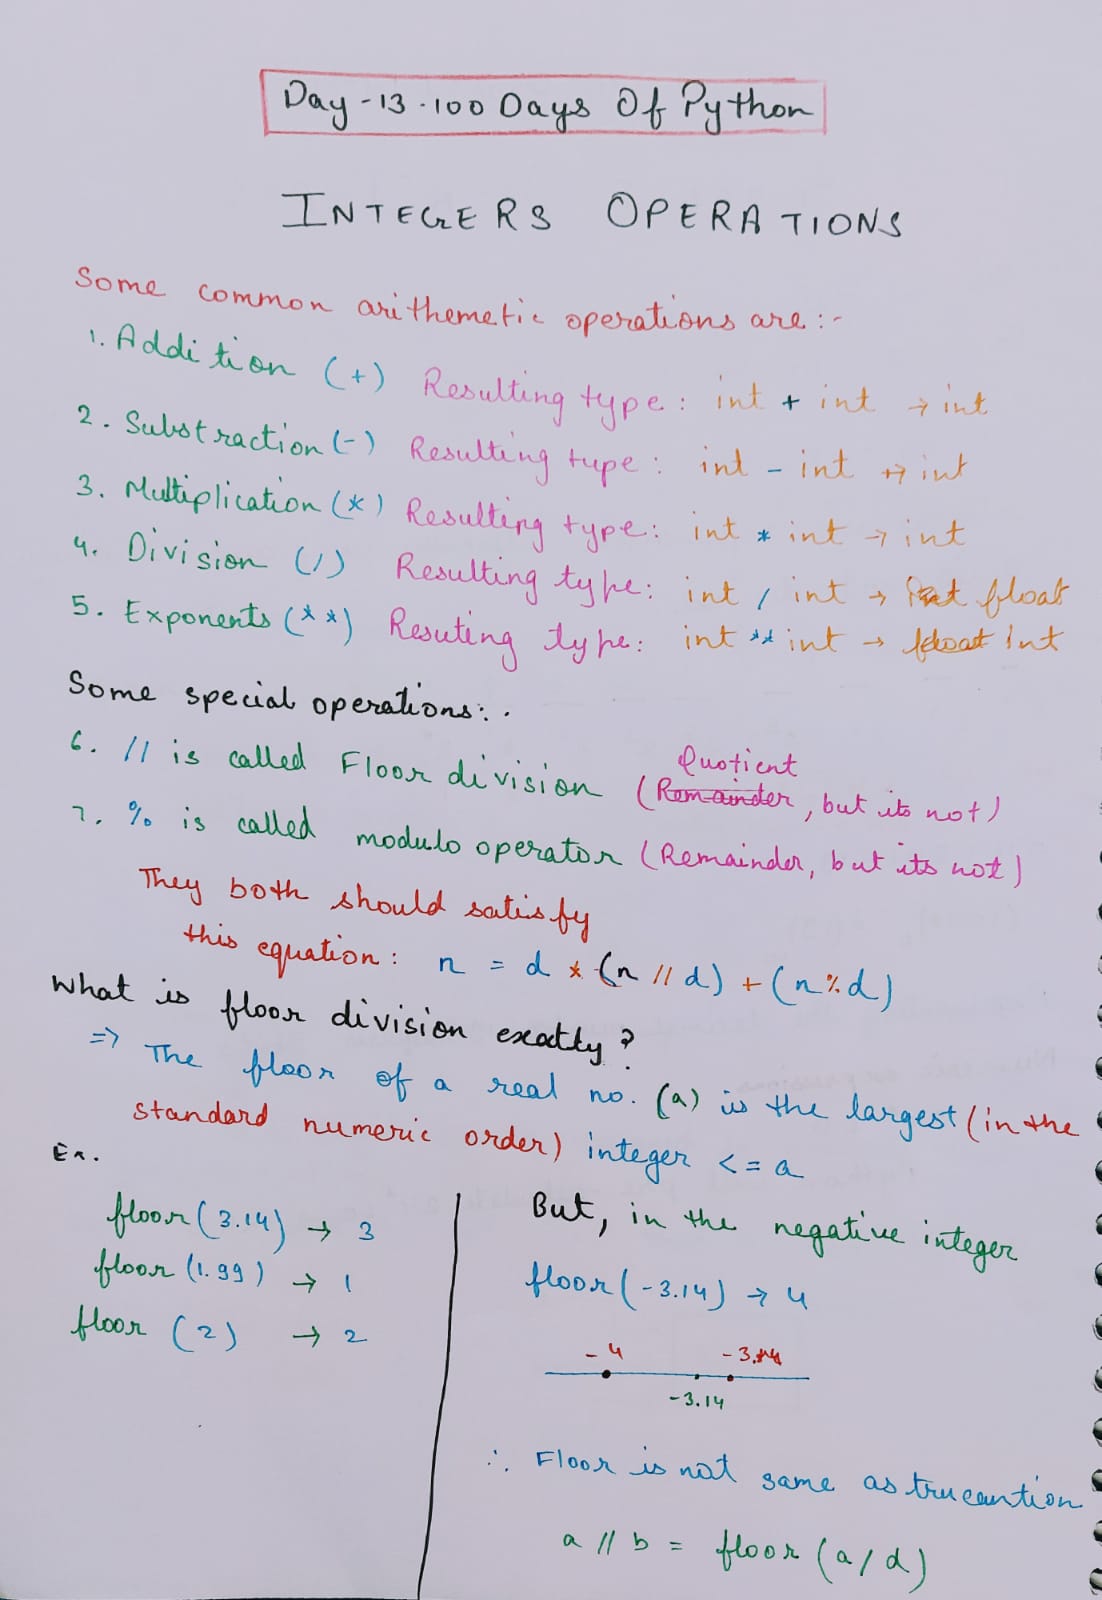 Day-13.100 Days Of Python
INTEGERS OPERATIONS
Some common arithemetic operations are:-
1. Addition (+) Resulting type: int + int → int
2. Substraction (-) Resulting type: int - int → int
3. Multiplication (*) Resulting type: int * int → int
4. Division (/) Resulting type: int / int → float
5. Exponents (**) Resuting type: int ** int → float int
Some special operations:.
Quotient
6. // is called Floor division (Remainder, but its not)
7. % is called modulo operator (Remainder, but its not)
They both should satisfy
this equation: n = d * (n // d) + (n % d)
What is floor division exactly?
=> The floor of a real no. (a) is the largest (in the
standard numeric order) integer <= a
Ex.
floor (3.14) → 3
floor (1.99) → 1
floor (2) → 2
But, in the negative integer
floor (-3.14) → 4
-4
-3.14
∴ Floor is not same as trucauntion
a // b = floor (a/d)